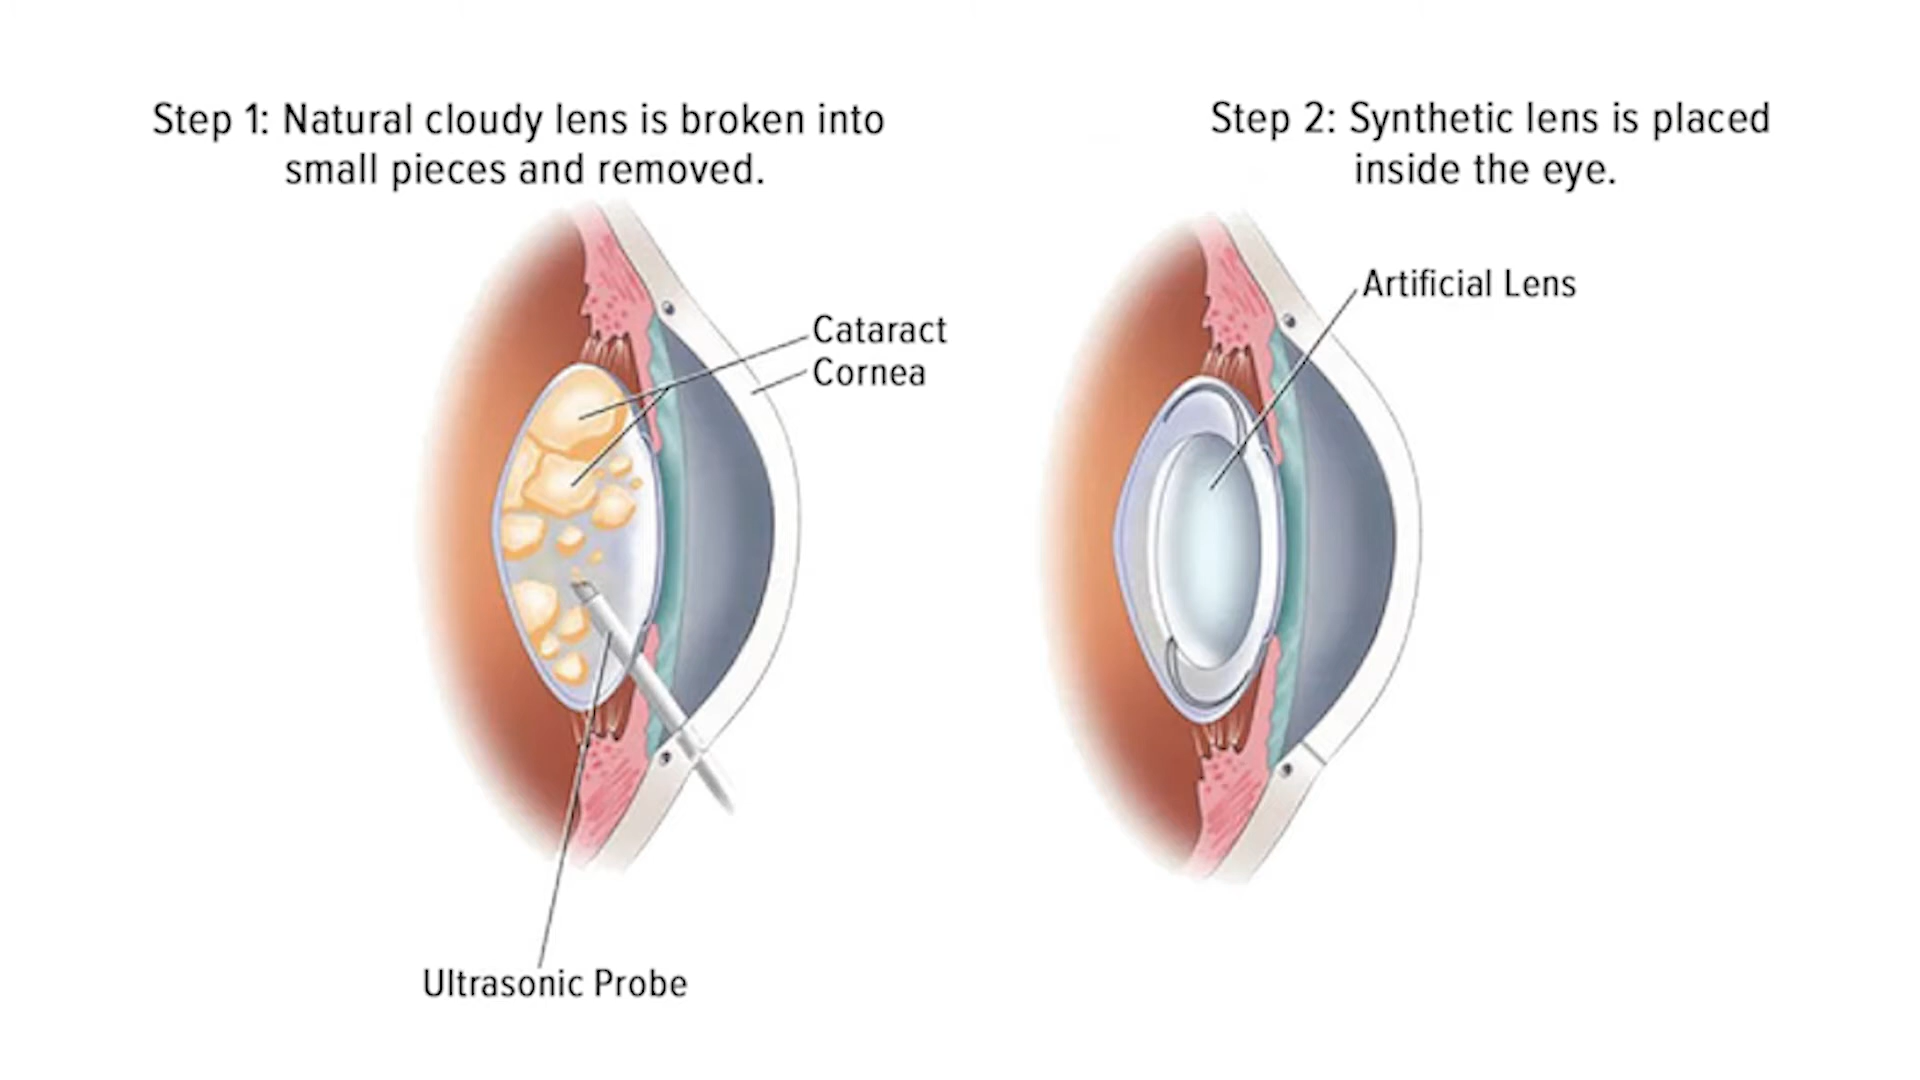 Step 1: Natural cloudy lens is broken into
small pieces and removed.
Cataract
Cornea
Ultrasonic Probe
Step 2: Synthetic lens is placed
inside the eye.
Artificial Lens